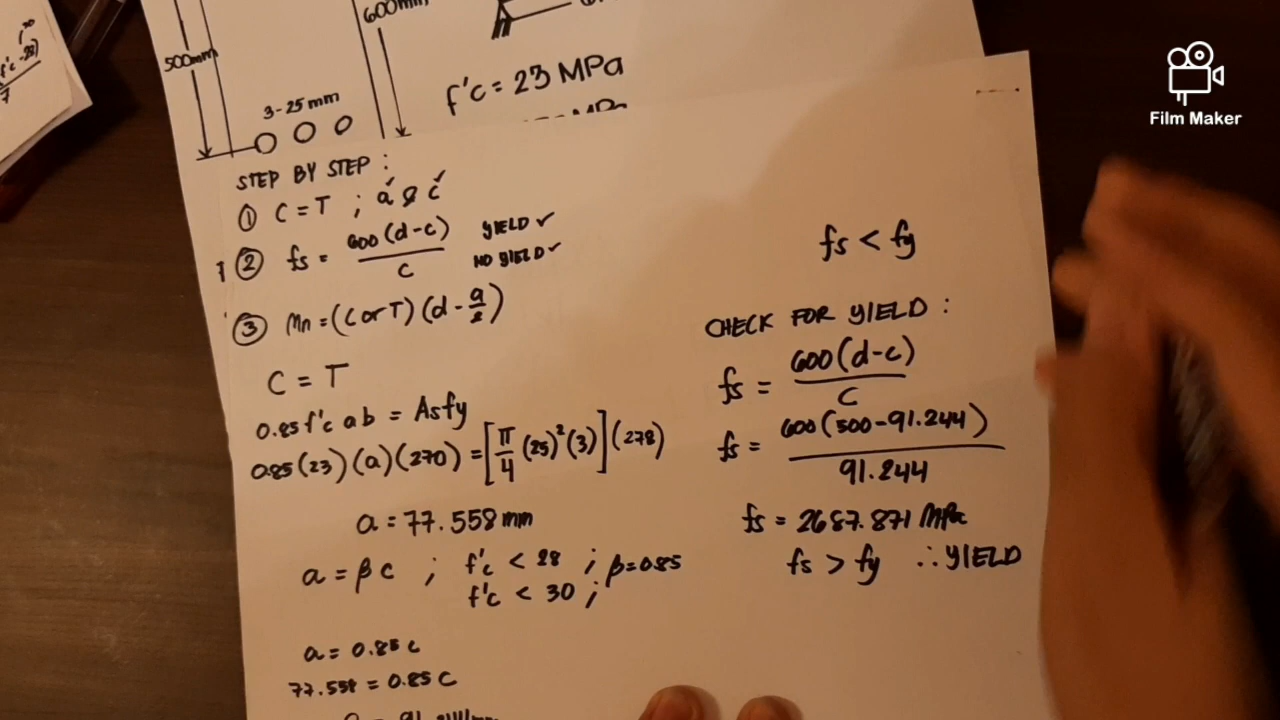 500mm
3-25 mm
600mm
f'c = 23 MPa
Film Maker
STEP BY STEP :
① C = T ; a & c
② fs = 600 (d-c) / c YIELD ✓
NO YIELD ✓
③ Mn = (C or T) (d - a/2)
C = T
0.85 f'c ab = Asfy
0.85 (23) (a) (270) = [π/4 (25)² (3)] (278)
a = 77.558 mm
a = β c ; f'c < 28 ; β = 0.85
f'c < 30 ;
a = 0.85 c
77.558 = 0.85 C
fs < fy
CHECK FOR YIELD :
fs = 600 (d-c) / c
fs = 600 (500-91.244) / 91.244
fs = 2687.871 MPa
fs > fy ∴ YIELD